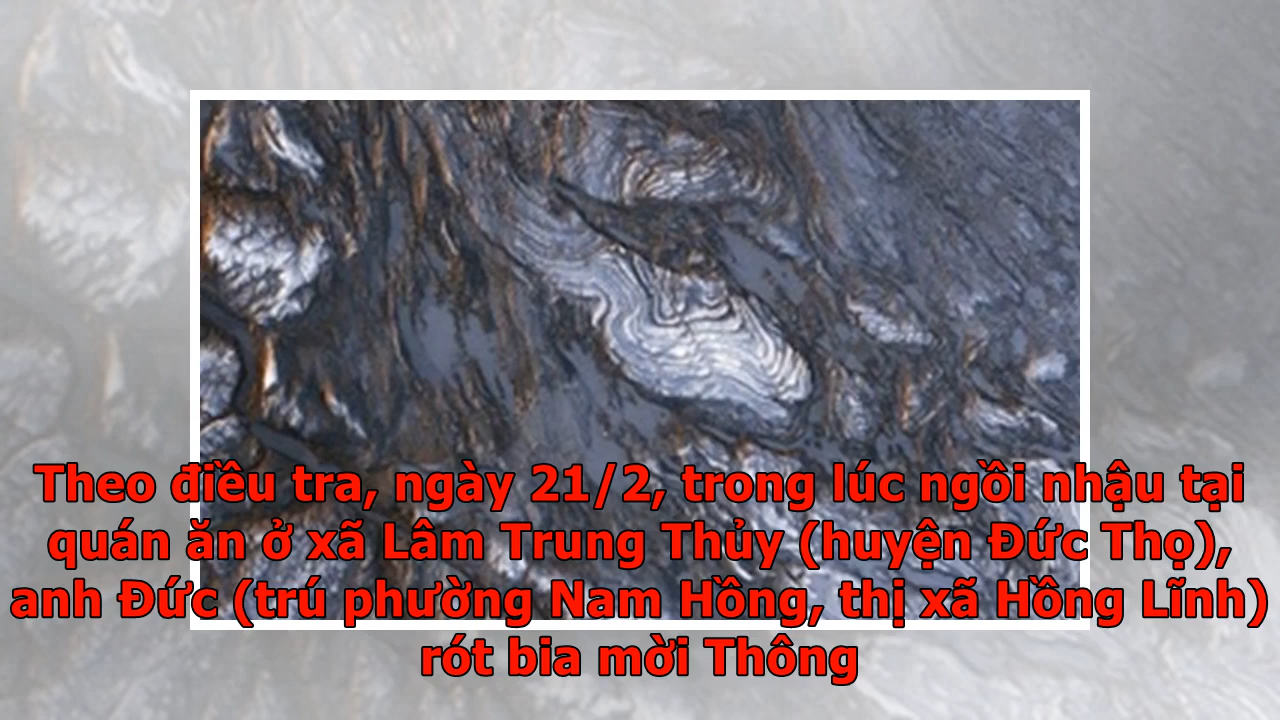 Theo điều tra, ngày 21/2, trong lúc ngồi nhậu tại
quán ăn ở xã Lâm Trung Thủy (huyện Đức Thọ),
anh Đức (trú phường Nam Hồng, thị xã Hồng Lĩnh)
rót bia mời Thông